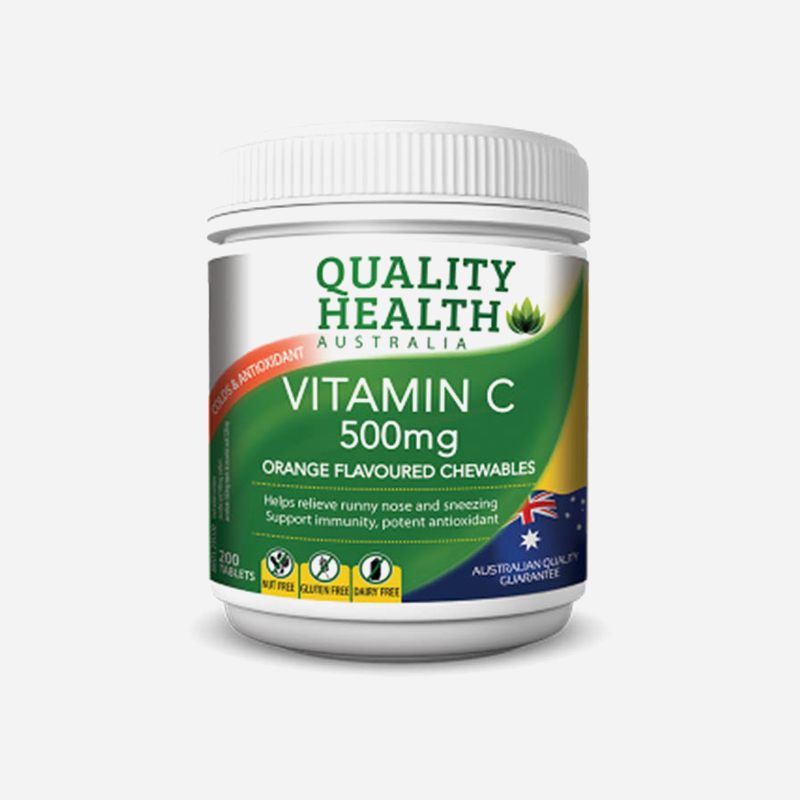 QUALITY
HEALTH
AUSTRALIA
COLDS & ANTIOXIDANT
VITAMIN C
500mg
ORANGE FLAVOURED CHEWABLES
Helps relieve runny nose and sneezing
Support immunity, potent antioxidant
200
TABLETS
NUT FREE
GLUTEN FREE
DAIRY FREE
AUSTRALIAN QUALITY
GUARANTEE